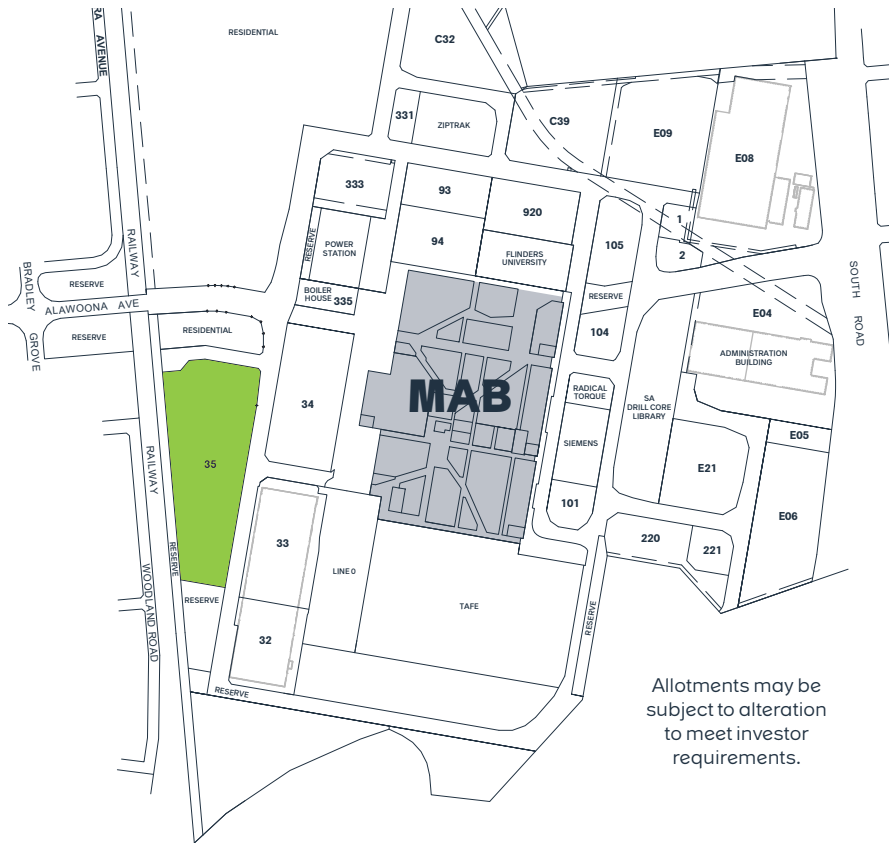 RESIDENTIAL
C32
RA AVENUE
331
ZIPTRAK
C39
E09
E08
333
93
920
94
105
1
2
RESERVE
POWER
STATION
FLINDERS
UNIVERSITY
RAILWAY
BRADLEY
GROVE
RESERVE
ALAWOONA AVE
RESERVE
RESIDENTIAL
BOILER
HOUSE
335
RESERVE
104
SOUTH
ROAD
E04
ADMINISTRATION
BUILDING
34
MAB
RADICAL
TORQUE
SA
DRILL CORE
LIBRARY
SIEMENS
E05
35
RAILWAY
E21
101
E06
33
220
221
RESERVE
LINE 0
WOODLAND ROAD
RESERVE
TAFE
RESERVE
32
RESERVE
Allotments may be
subject to alteration
to meet investor
requirements.